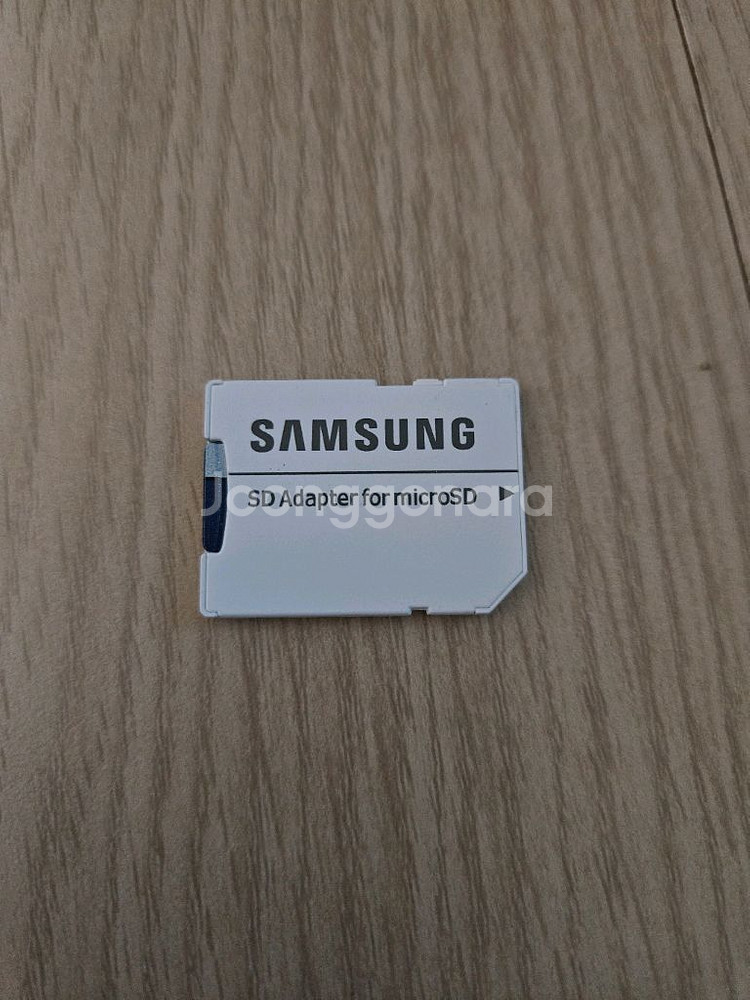 SAMSUNG
SD Adapter for microSD ▶
Joonggonara